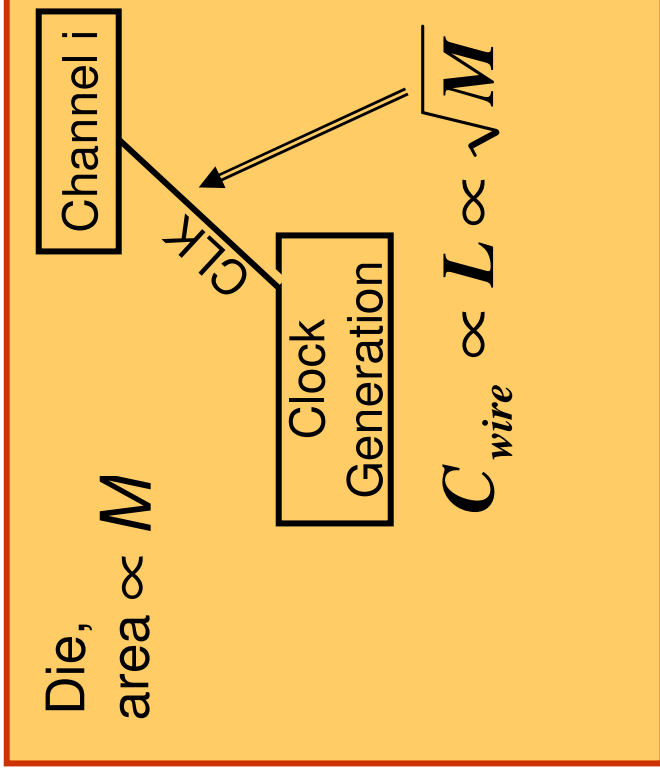 Die,
area ∝ M
Channel i
CLK
Clock
Generation
C_wire ∝ L ∝ √M